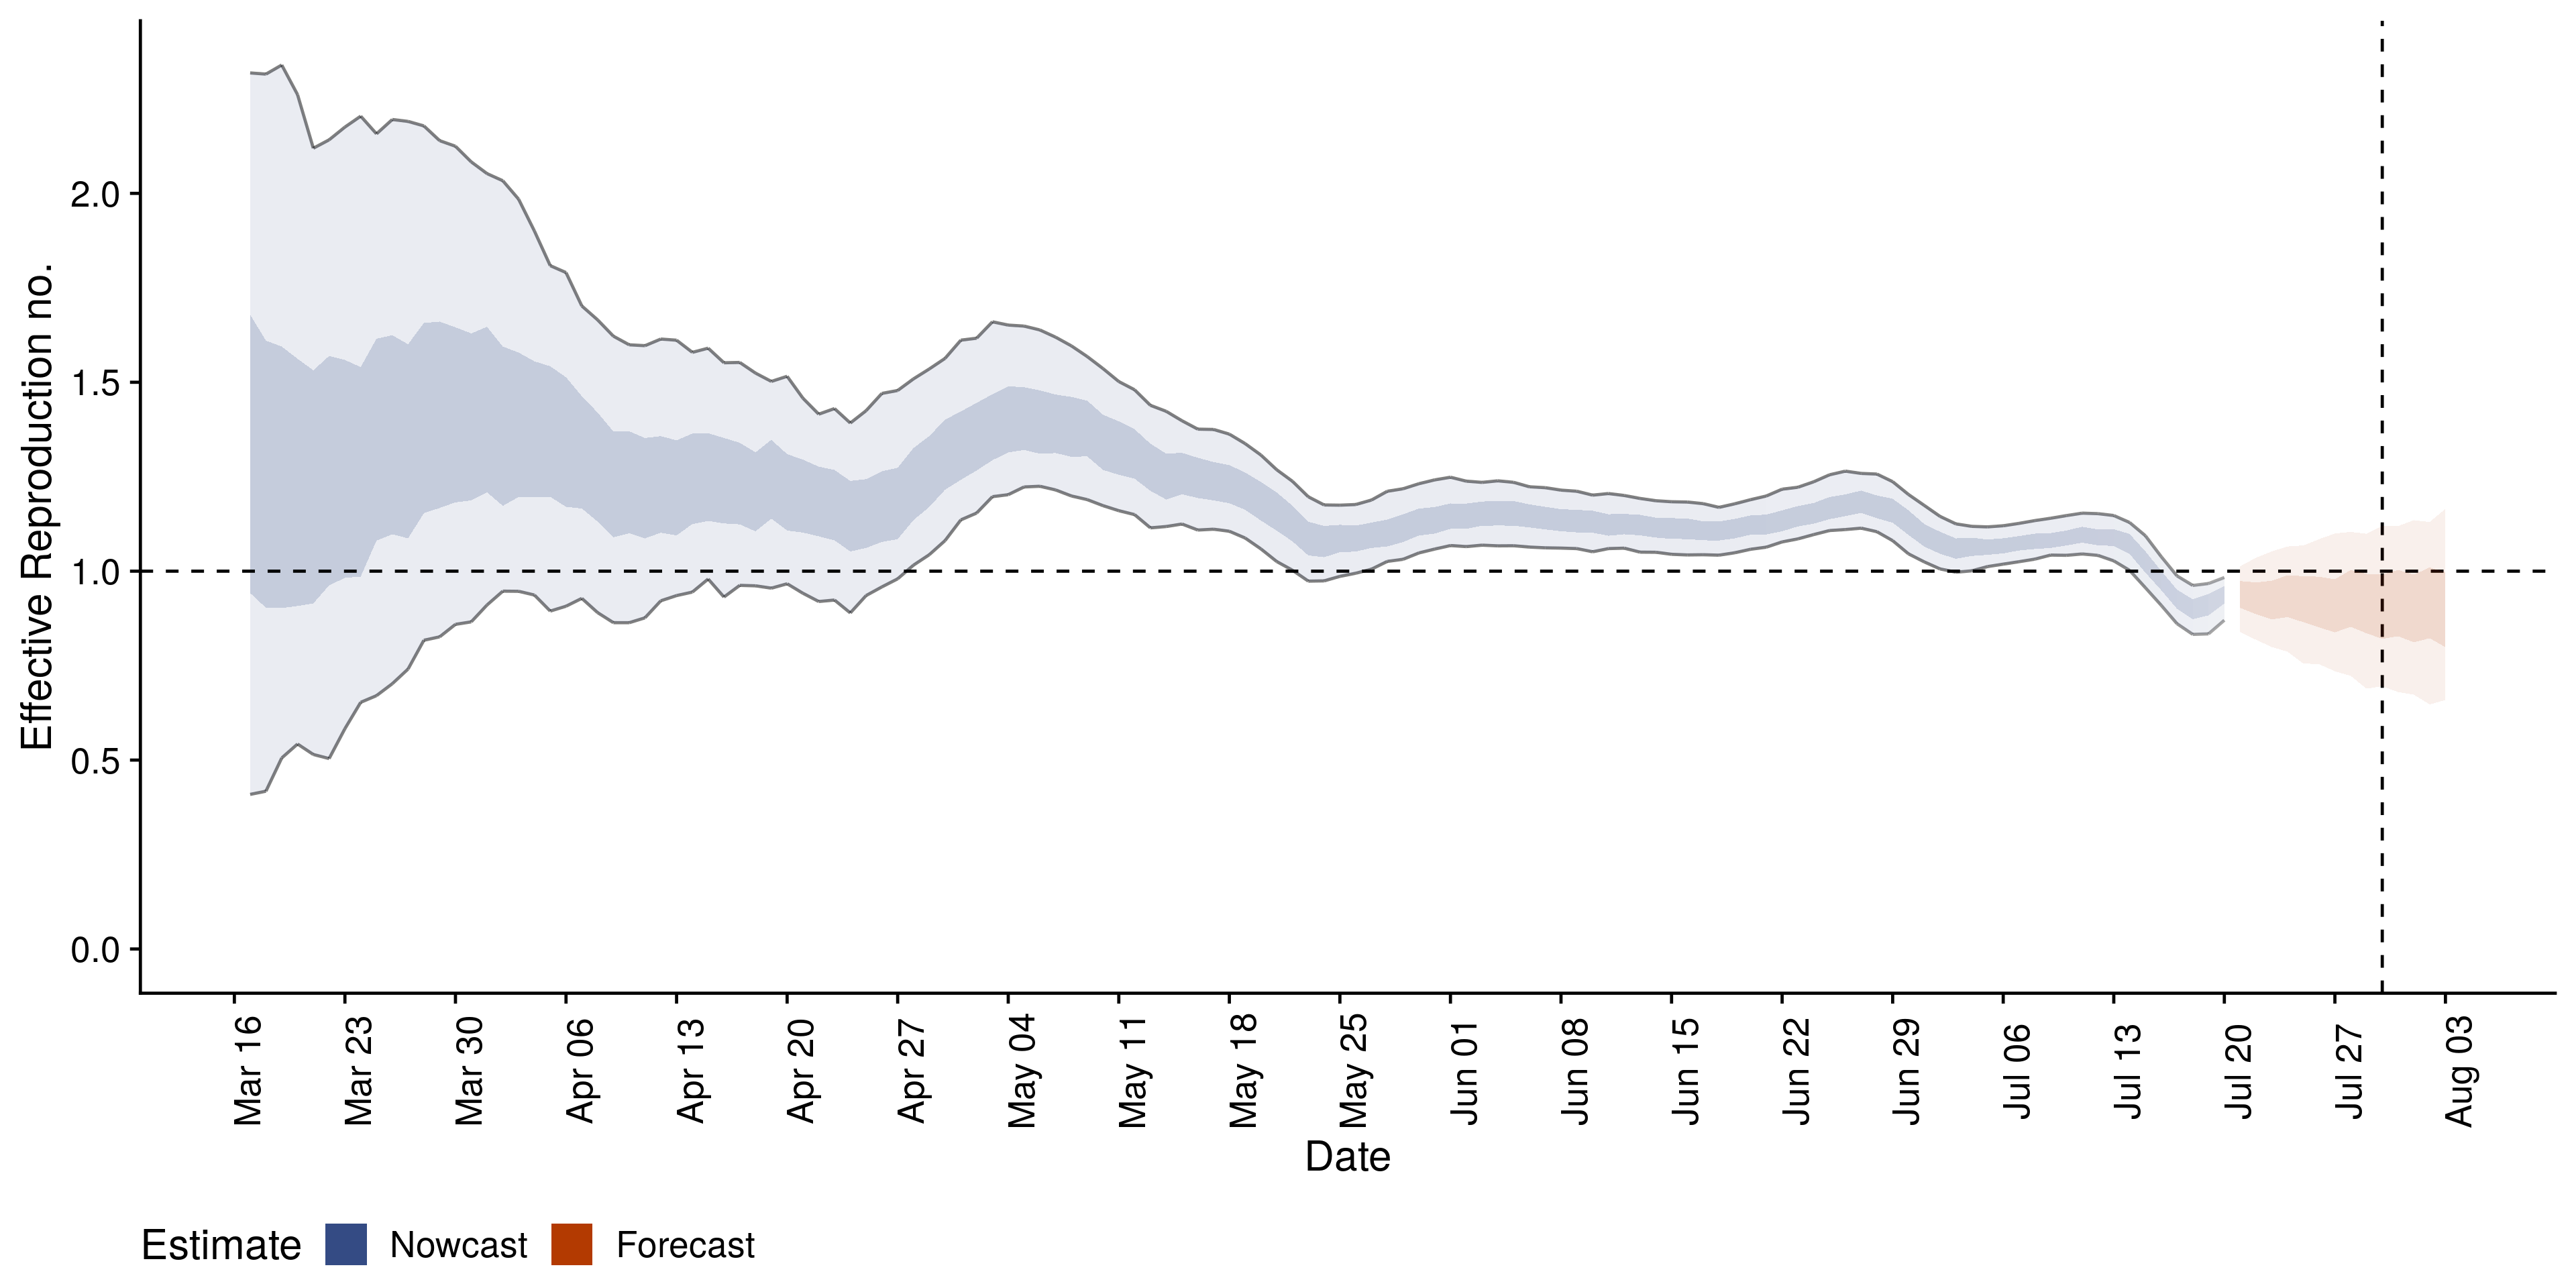 Effective Reproduction no.
2.0
1.5
1.0
0.5
0.0
Mar 16
Mar 23
Mar 30
Apr 06
Apr 13
Apr 20
Apr 27
May 04
May 11
May 18
May 25
Jun 01
Jun 08
Jun 15
Jun 22
Jun 29
Jul 06
Jul 13
Jul 20
Jul 27
Aug 03
Date
Estimate Nowcast Forecast